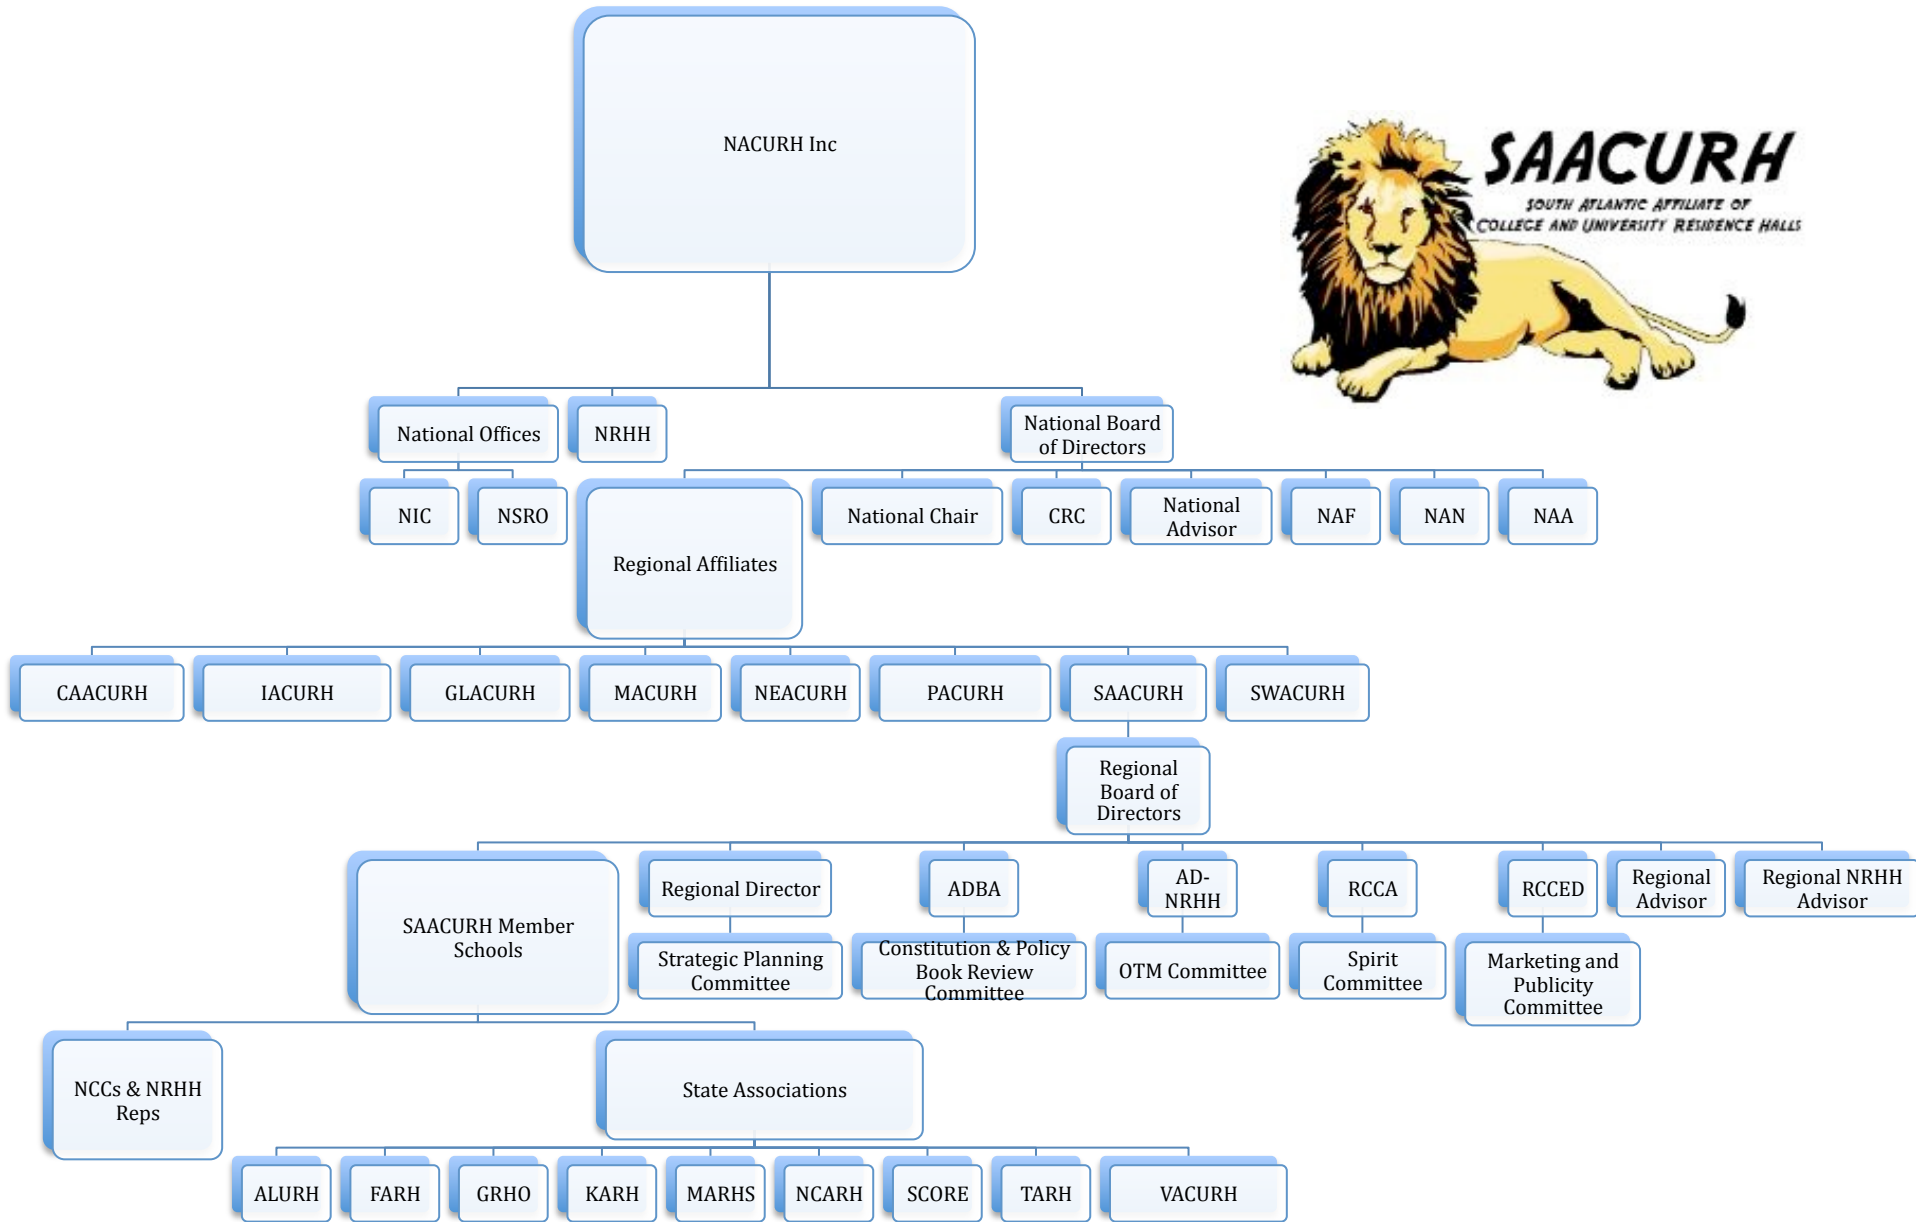 NACURH Inc
SAACURH
SOUTH ATLANTIC AFFILIATE OF
COLLEGE AND UNIVERSITY RESIDENCE HALLS
National Offices
NRHH
National Board
of Directors
NIC
NSRO
Regional Affiliates
National Chair
CRC
National
Advisor
NAF
NAN
NAA
CAACURH
IACURH
GLACURH
MACURH
NEACURH
PACURH
SAACURH
SWACURH
Regional
Board of
Directors
SAACURH Member
Schools
Regional Director
ADBA
AD-
NRHH
RCCA
RCCED
Regional
Advisor
Regional NRHH
Advisor
Strategic Planning
Committee
Constitution & Policy
Book Review
Committee
OTM Committee
Spirit
Committee
Marketing and
Publicity
Committee
NCCs & NRHH
Reps
State Associations
ALURH
FARH
GRHO
KARH
MARHS
NCARH
SCORE
TARH
VACURH